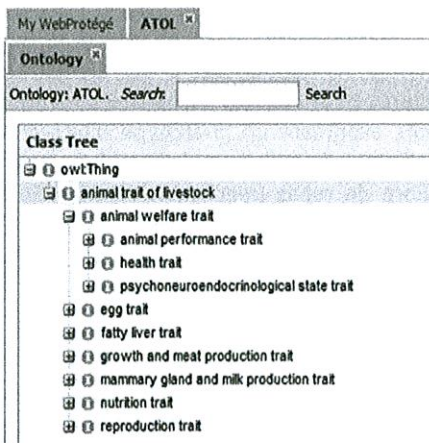 My WebProtégé ATOL
Ontology
Ontology: ATOL. Search: Search
Class Tree
owl:Thing
animal trait of livestock
animal welfare trait
animal performance trait
health trait
psychoneuroendocrinological state trait
egg trait
fatty liver trait
growth and meat production trait
mammary gland and milk production trait
nutrition trait
reproduction trait